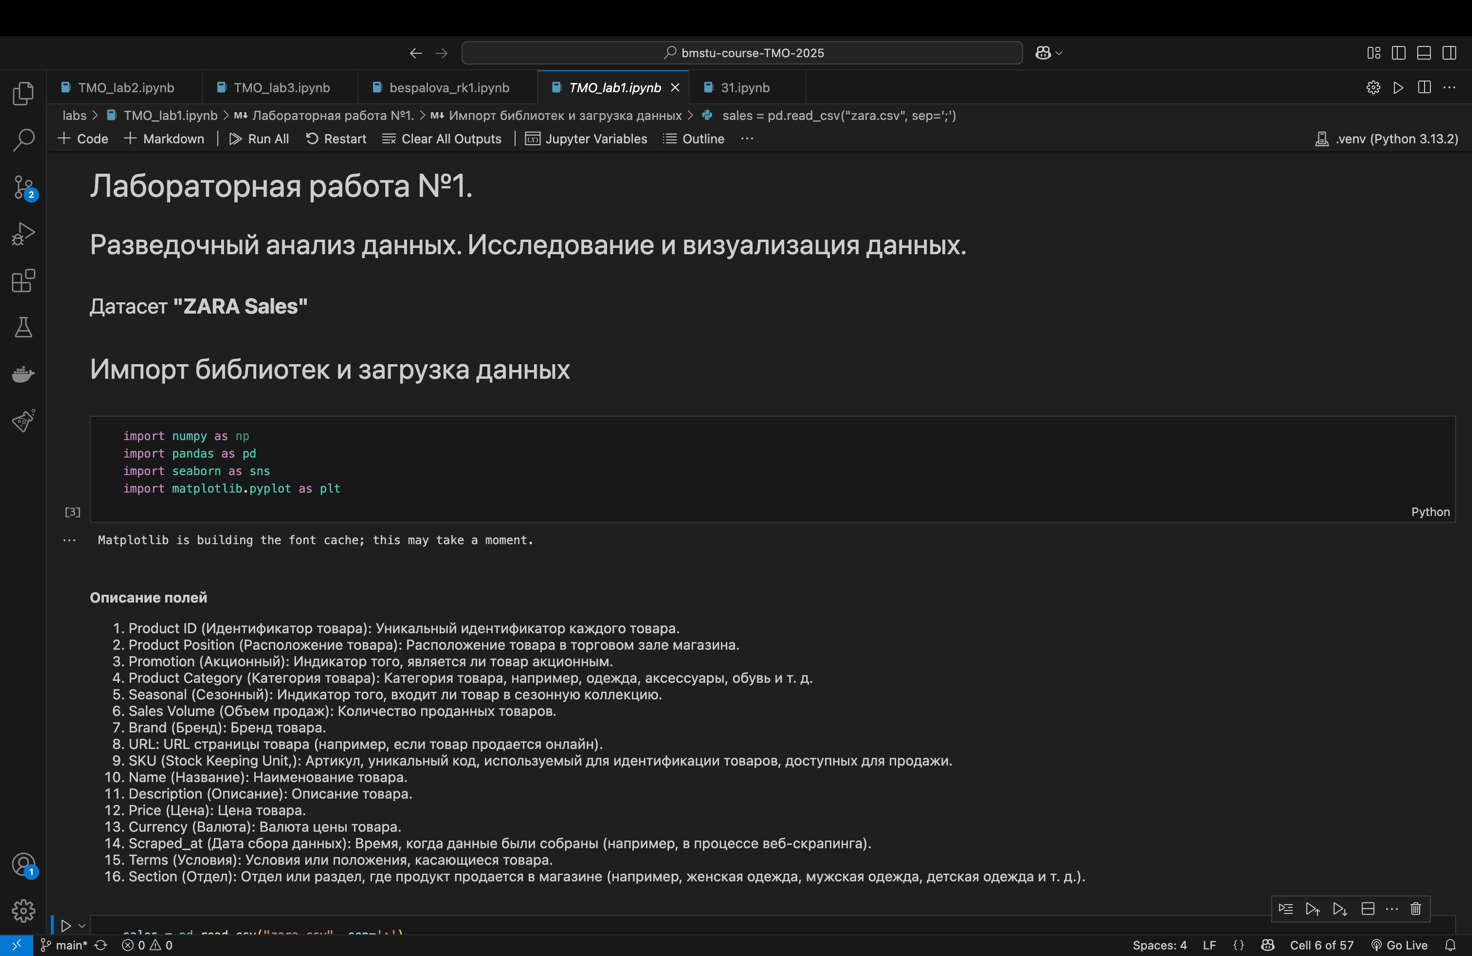 bmstu-course-TMO-2025
TMO_lab2.ipynb
TMO_lab3.ipynb
bespalova_rk1.ipynb
TMO_lab1.ipynb
31.ipynb
labs > TMO_lab1.ipynb > M↓ Лабораторная работа №1. > M↓ Импорт библиотек и загрузка данных > sales = pd.read_csv("zara.csv", sep=';')
+ Code + Markdown Run All Restart Clear All Outputs Jupyter Variables Outline ··· .venv (Python 3.13.2)
2
Лабораторная работа №1.
Разведочный анализ данных. Исследование и визуализация данных.
Датасет "ZARA Sales"
Импорт библиотек и загрузка данных
import numpy as np
import pandas as pd
import seaborn as sns
import matplotlib.pyplot as plt
[3]
Python
··· Matplotlib is building the font cache; this may take a moment.
Описание полей
1. Product ID (Идентификатор товара): Уникальный идентификатор каждого товара.
2. Product Position (Расположение товара): Расположение товара в торговом зале магазина.
3. Promotion (Акционный): Индикатор того, является ли товар акционным.
4. Product Category (Категория товара): Категория товара, например, одежда, аксессуары, обувь и т. д.
5. Seasonal (Сезонный): Индикатор того, входит ли товар в сезонную коллекцию.
6. Sales Volume (Объем продаж): Количество проданных товаров.
7. Brand (Бренд): Бренд товара.
8. URL: URL страницы товара (например, если товар продается онлайн).
9. SKU (Stock Keeping Unit,): Артикул, уникальный код, используемый для идентификации товаров, доступных для продажи.
10. Name (Название): Наименование товара.
11. Description (Описание): Описание товара.
12. Price (Цена): Цена товара.
13. Currency (Валюта): Валюта цены товара.
14. Scraped_at (Дата сбора данных): Время, когда данные были собраны (например, в процессе веб-скрапинга).
15. Terms (Условия): Условия или положения, касающиеся товара.
16. Section (Отдел): Отдел или раздел, где продукт продается в магазине (например, женская одежда, мужская одежда, детская одежда и т. д.).
1
sales = pd.read_csv("zara.csv", sep=';')
main* 0 0 Spaces: 4 LF {} Cell 6 of 57 Go Live